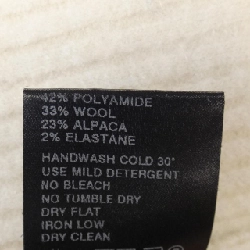 42% POLYAMIDE
33% WOOL
23% ALPACA
2% ELASTANE
HANDWASH COLD 30°
USE MILD DETERGENT
NO BLEACH
NO TUMBLE DRY
DRY FLAT
IRON LOW
DRY CLEAN